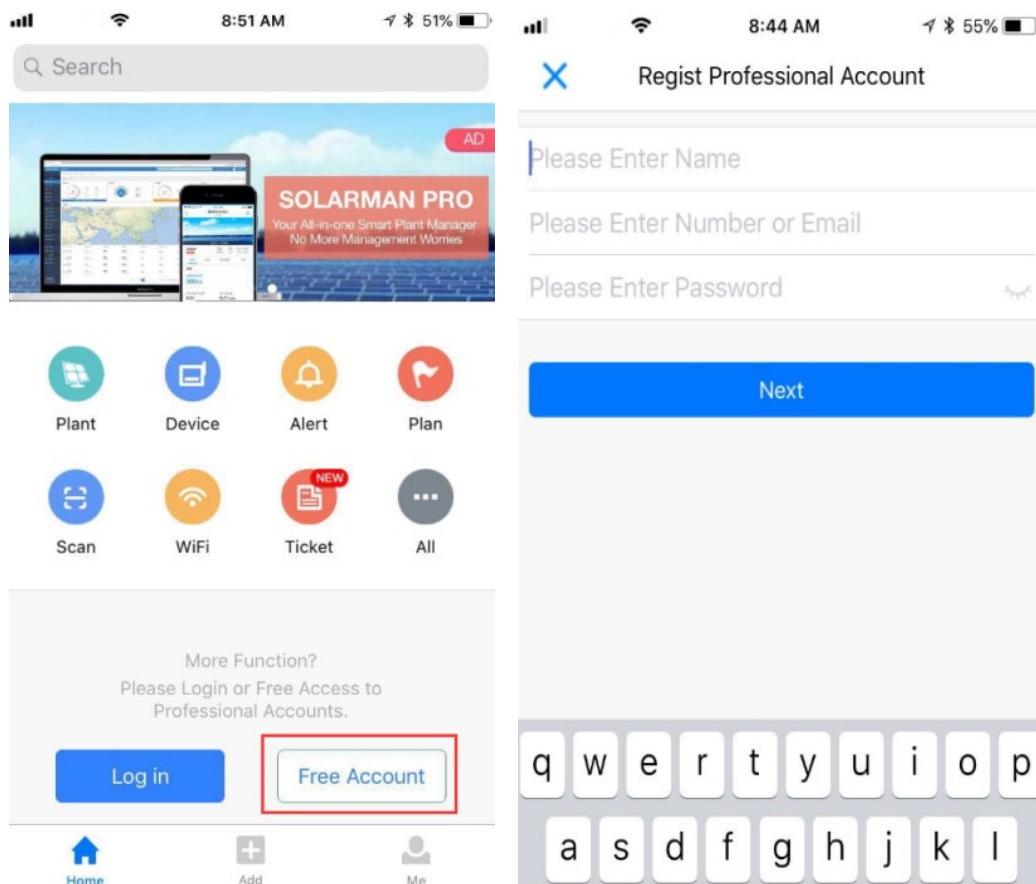 8:51 AM
51%
Search
AD
SOLARMAN PRO
Your All-in-one Smart Plant Manager
No More Management Worries
Plant
Device
Alert
Plan
NEW
Scan
WiFi
Ticket
All
More Function?
Please Login or Free Access to
Professional Accounts.
Log in
Free Account
Home
Add
Me
8:44 AM
55%
Regist Professional Account
Please Enter Name
Please Enter Number or Email
Please Enter Password
Next
q w e r t y u i o p
a s d f g h j k l